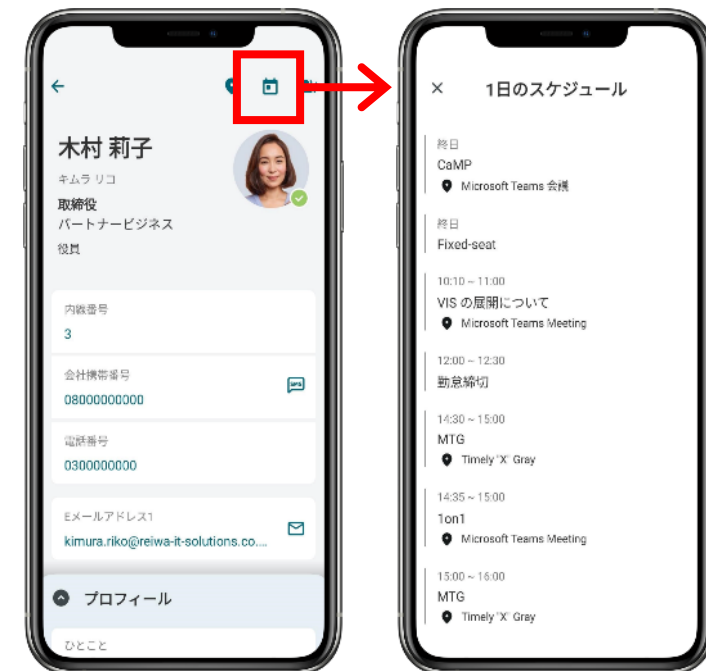 木村 莉子
キムラ リコ
取締役
パートナービジネス
役員
内線番号
3
会社携帯番号
08000000000
SMS
電話番号
0300000000
Eメールアドレス1
kimura.riko@reiwa-it-solutions.co....
プロフィール
ひとこと
1日のスケジュール
終日
CaMP
Microsoft Teams 会議
終日
Fixed-seat
10:10 ~ 11:00
VIS の展開について
Microsoft Teams Meeting
12:00 ~ 12:30
勤怠締切
14:30 ~ 15:00
MTG
Timely "X" Gray
14:35 ~ 15:00
1on1
Microsoft Teams Meeting
15:00 ~ 16:00
MTG
Timely "X" Gray